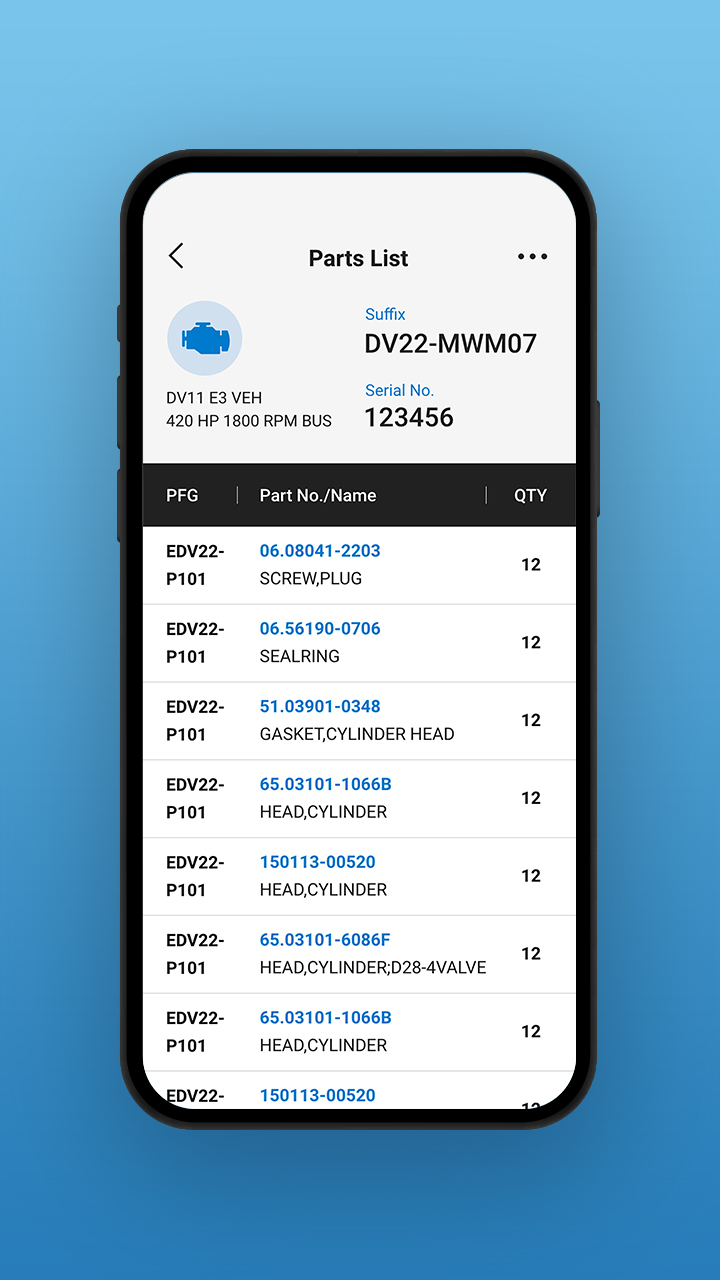 Parts List
Suffix
DV22-MWM07
DV11 E3 VEH
420 HP 1800 RPM BUS
Serial No.
123456
PFG Part No./Name QTY
EDV22-P101 06.08041-2203 12
SCREW,PLUG
EDV22-P101 06.56190-0706 12
SEALRING
EDV22-P101 51.03901-0348 12
GASKET,CYLINDER HEAD
EDV22-P101 65.03101-1066B 12
HEAD,CYLINDER
EDV22-P101 150113-00520 12
HEAD,CYLINDER
EDV22-P101 65.03101-6086F 12
HEAD,CYLINDER;D28-4VALVE
EDV22-P101 65.03101-1066B 12
HEAD,CYLINDER
EDV22- 150113-00520 12